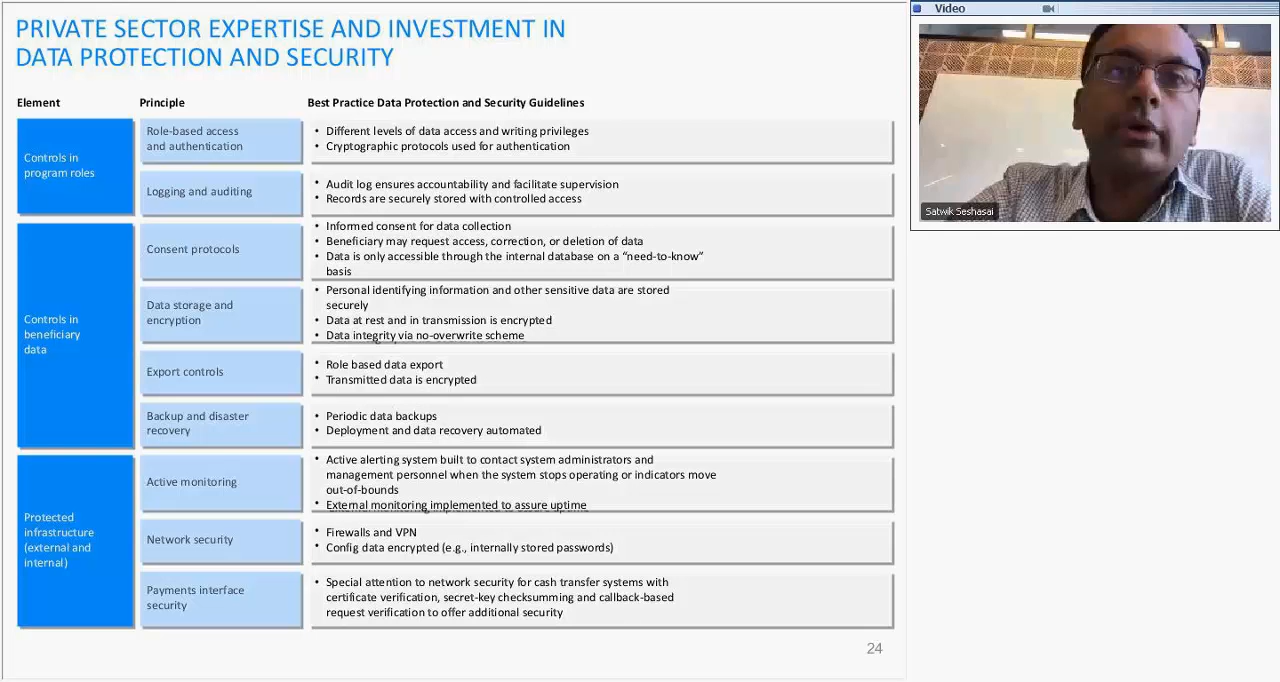 PRIVATE SECTOR EXPERTISE AND INVESTMENT IN
DATA PROTECTION AND SECURITY
Element
Principle
Best Practice Data Protection and Security Guidelines
Controls in
program roles
Role-based access
and authentication
• Different levels of data access and writing privileges
• Cryptographic protocols used for authentication
Logging and auditing
• Audit log ensures accountability and facilitate supervision
• Records are securely stored with controlled access
Controls in
beneficiary
data
Consent protocols
• Informed consent for data collection
• Beneficiary may request access, correction, or deletion of data
• Data is only accessible through the internal database on a “need-to-know”
basis
Data storage and
encryption
• Personal identifying information and other sensitive data are stored
securely
• Data at rest and in transmission is encrypted
• Data integrity via no-overwrite scheme
Export controls
• Role based data export
• Transmitted data is encrypted
Backup and disaster
recovery
• Periodic data backups
• Deployment and data recovery automated
Protected
infrastructure
(external and
internal)
Active monitoring
• Active alerting system built to contact system administrators and
management personnel when the system stops operating or indicators move
out-of-bounds
• External monitoring implemented to assure uptime
Network security
• Firewalls and VPN
• Config data encrypted (e.g., internally stored passwords)
Payments interface
security
• Special attention to network security for cash transfer systems with
certificate verification, secret-key checksumming and callback-based
request verification to offer additional security
24
Video
Satwik Seshasai